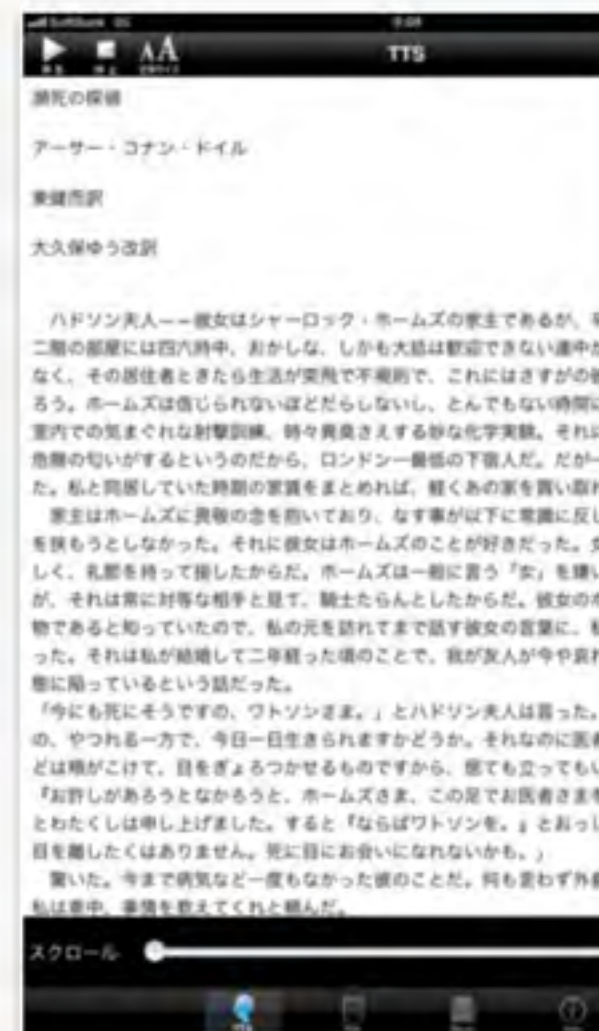 TTS
瀕死の探偵
アーサー・コナン・ドイル
東健而訳
大久保ゆう改訳
ハドソン夫人――彼女はシャーロック・ホームズの家主であるが、
二階の部屋には四六時中、おかしな、しかも大抵は歓迎できない連中が
なく、その居住者ときたら生活が突飛で不規則で、これにはさすがの彼
ろう。ホームズは信じられないほどだらしないし、とんでもない時間に
室内での気まぐれな射撃訓練、時々異臭さえする妙な化学実験。それに
危険の匂いがするというのだから、ロンドン一最低の下宿人だ。だが一
た。私と同居していた時期の家賃をまとめれば、軽くあの家を買い取れ
家主はホームズに畏敬の念を抱いており、なす事が以下に常識に反し
を挟もうとしなかった。それに彼女はホームズのことが好きだった。女
しく、礼節を持って接したからだ。ホームズは一般に言う「女」を嫌い
が、それは常に対等な相手と見て、騎士たらんとしたからだ。彼女のホ
物であると知っていたので、私の元を訪れてまで話す彼女の言葉に、私
った。それは私が結婚して二年経った頃のことで、我が友人が今や哀れ
態に陥っているという話だった。
「今にも死にそうですの、ワトソンさま。」とハドソン夫人は言った。
の、やつれる一方で、今日一日生きられますかどうか。それなのに医者
どは頬がこけて、目をぎょろつかせるものですから、居ても立ってもい
『お許しがあろうとなかろうと、ホームズさま、この足でお医者さまを
とわたくしは申し上げました。すると『ならばワトソンを。』とおっし
目を離したくはありません。死に目にお会いになれないかも。」
驚いた。今まで病気など一度もなかった彼のことだ。何も言わず外套
私は車中、事情を教えてくれと頼んだ。
スクロール